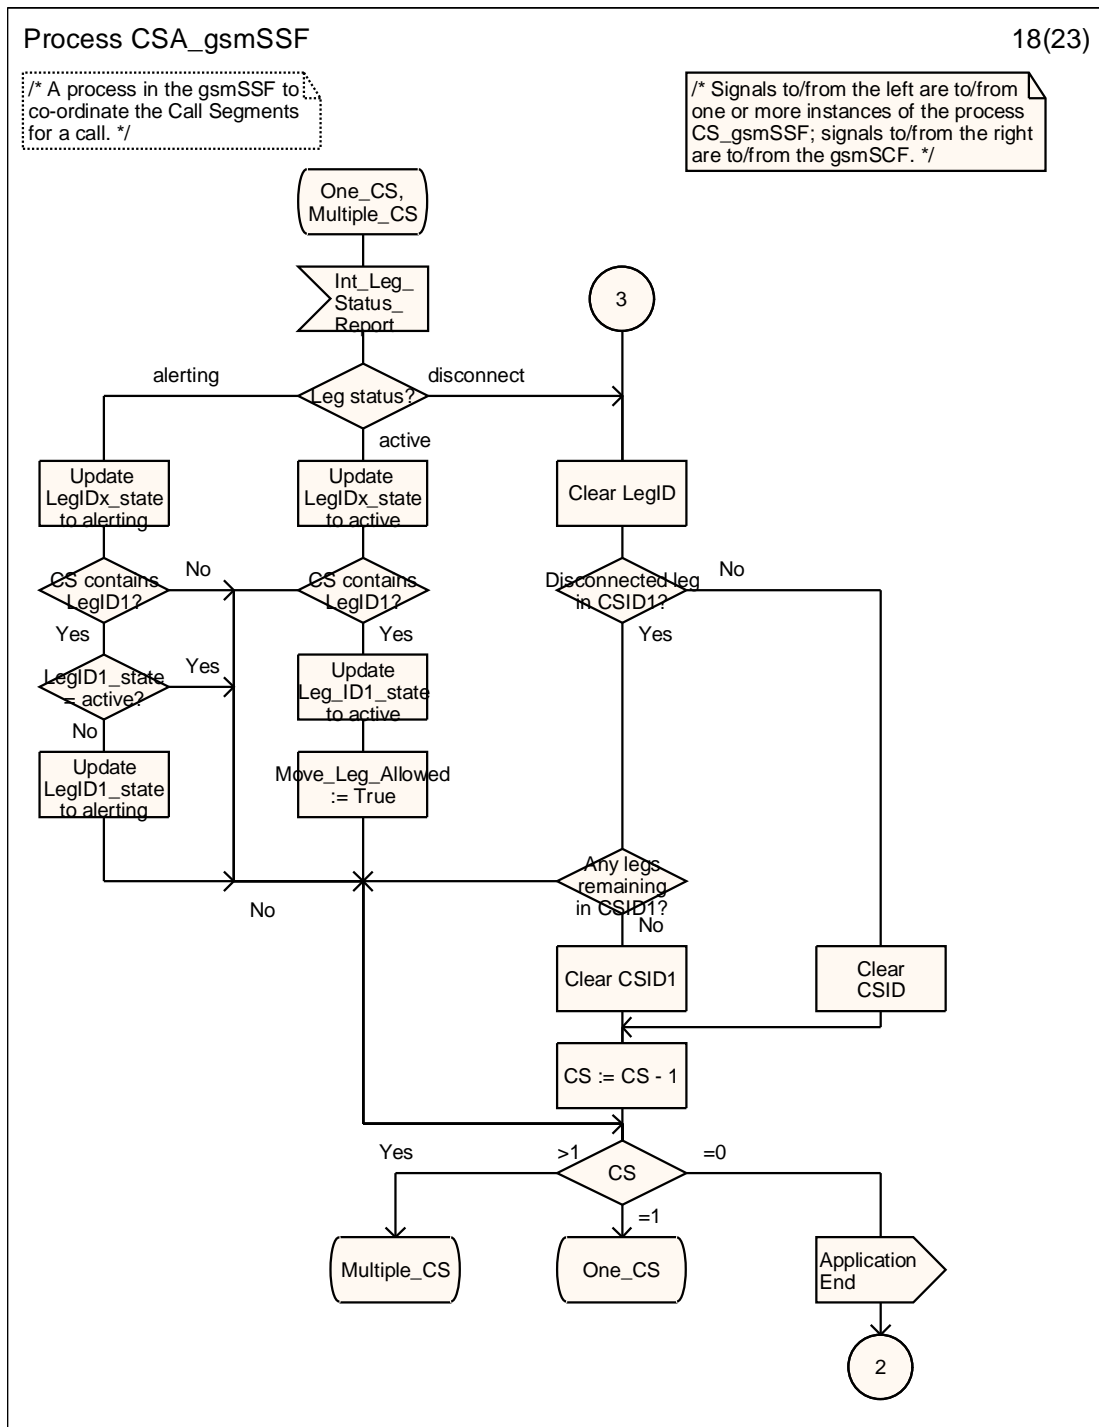 Process CSA_gsmSSF
18(23)
/* A process in the gsmSSF to
co-ordinate the Call Segments
for a call. */
/* Signals to/from the left are to/from
one or more instances of the process
CS_gsmSSF; signals to/from the right
are to/from the gsmSCF. */
One_CS,
Multiple_CS
Int_Leg_
Status_
Report
3
alerting
Leg status?
disconnect
active
Update
LegIDx_state
to alerting
Update
LegIDx_state
to active
Clear LegID
CS contains
LegID1?
No
CS contains
LegID1?
Disconnected leg
in CSID1?
No
Yes
Yes
Yes
LegID1_state
= active?
Yes
Update
Leg_ID1_state
to active
No
Update
LegID1_state
to alerting
Move_Leg_Allowed
:= True
Any legs
remaining
in CSID1?
No
No
Clear CSID1
Clear
CSID
CS := CS - 1
Yes
>1
CS
=0
=1
Multiple_CS
One_CS
Application
End
2